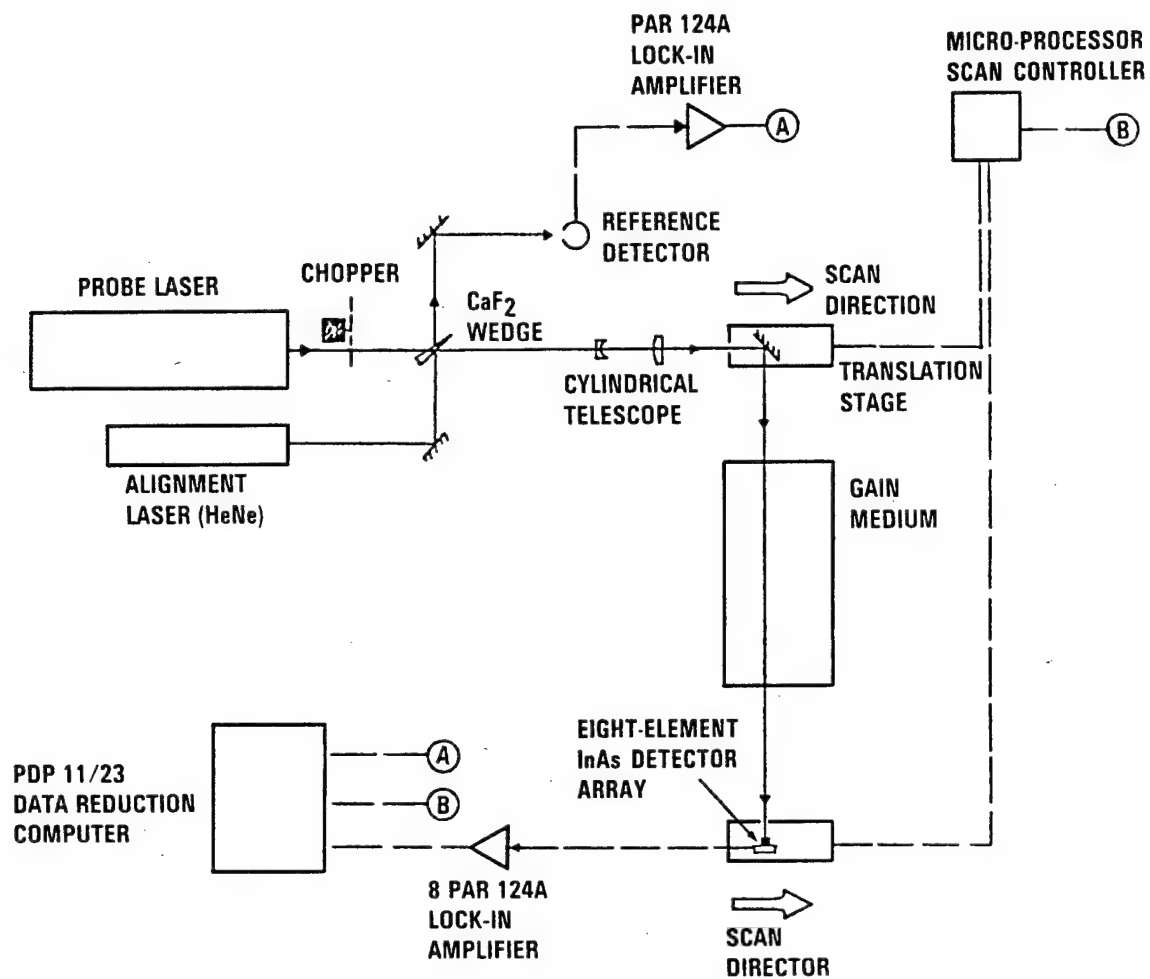 PAR 124A
LOCK-IN
AMPLIFIER
A
MICRO-PROCESSOR
SCAN CONTROLLER
B
REFERENCE
DETECTOR
PROBE LASER
CHOPPER
CaF2
WEDGE
SCAN
DIRECTION
CYLINDRICAL
TELESCOPE
TRANSLATION
STAGE
ALIGNMENT
LASER (HeNe)
GAIN
MEDIUM
EIGHT-ELEMENT
InAs DETECTOR
ARRAY
PDP 11/23
DATA REDUCTION
COMPUTER
A
B
8 PAR 124A
LOCK-IN
AMPLIFIER
SCAN
DIRECTOR